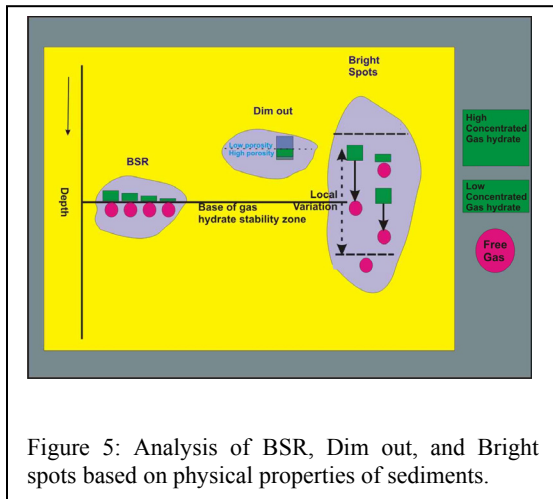 Bright
Spots
Dim out
Low porosity
High porosity
BSR
Depth
Base of gas
hydrate stability zone
Local
Variation
High
Concentrated
Gas hydrate
Low
Concentrated
Gas hydrate
Free
Gas
Figure 5: Analysis of BSR, Dim out, and Bright
spots based on physical properties of sediments.